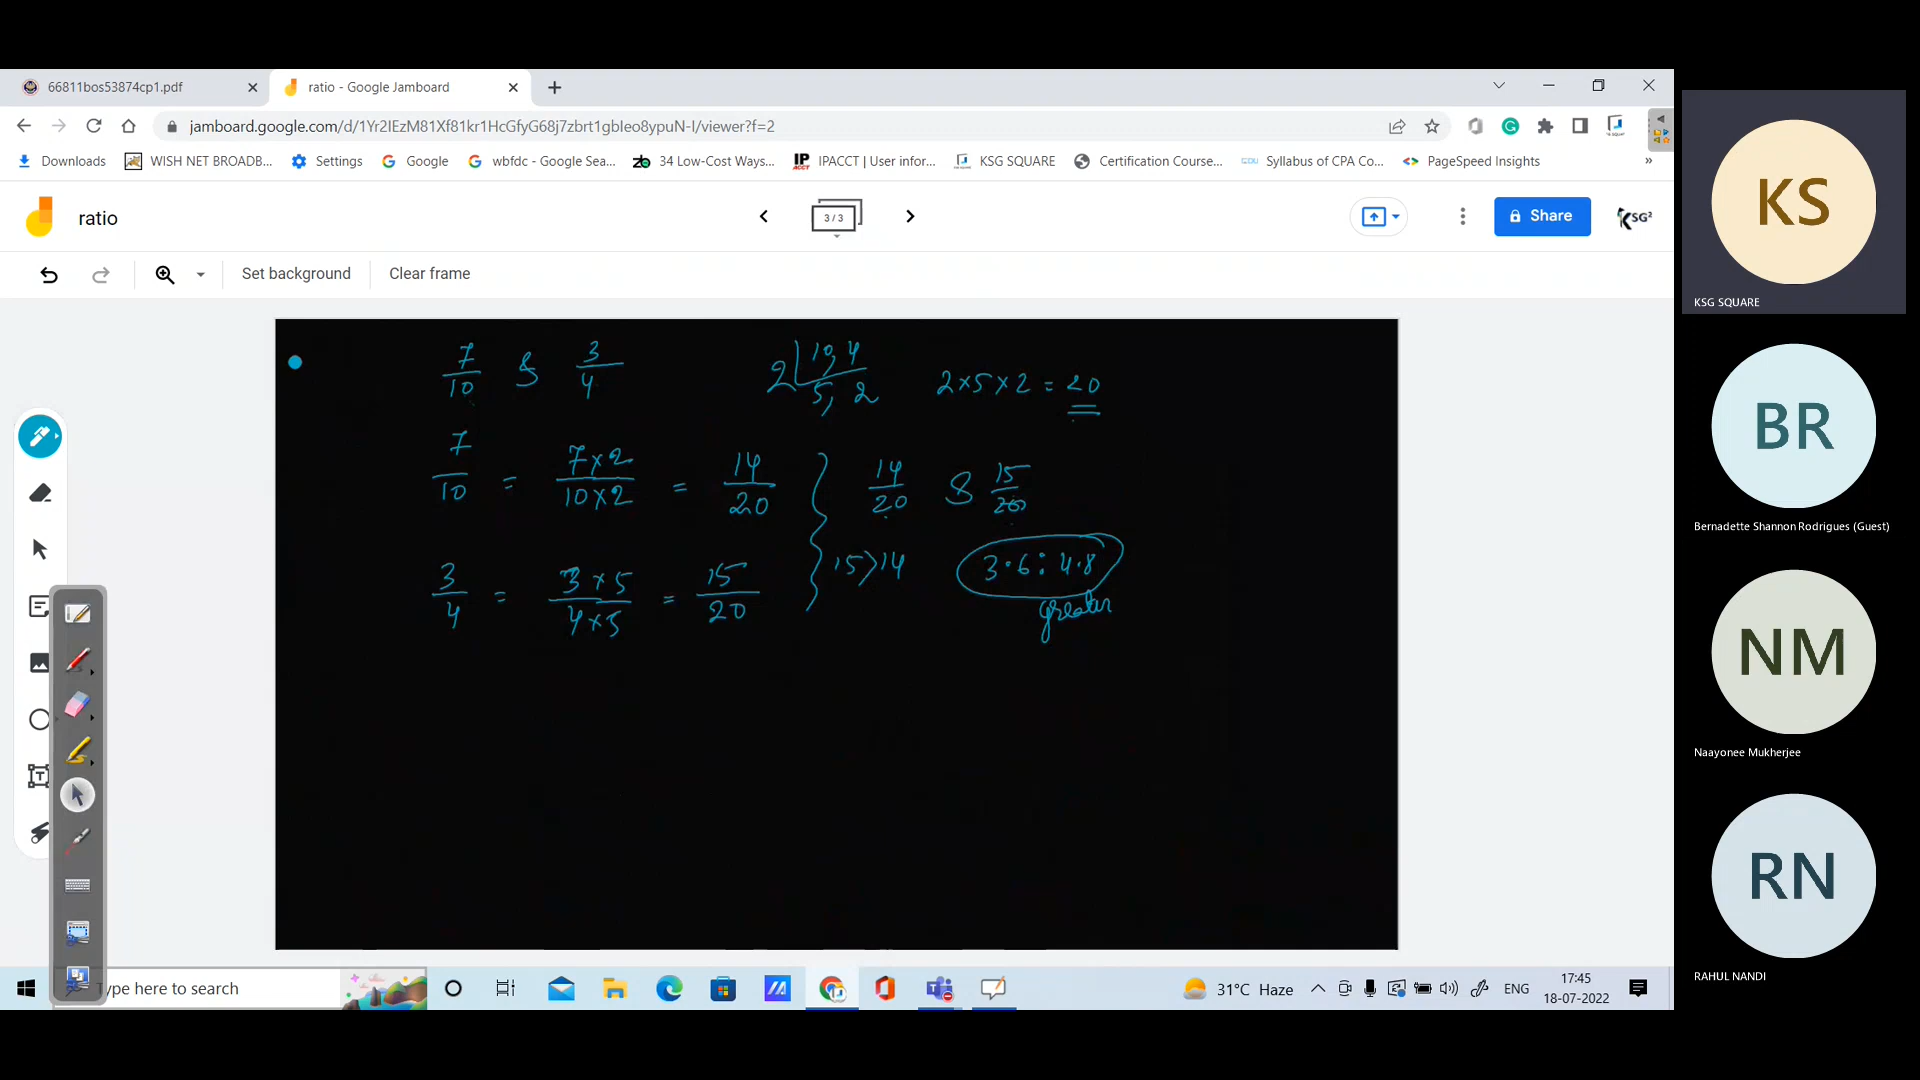 66811bos53874cp1.pdf
ratio - Google Jamboard
jamboard.google.com/d/1Yr2IEzM81Xf81kr1HcGfyG68j7zbrt1gbIeo8ypuN-I/viewer?f=2
Downloads WISH NET BROADB... Settings Google wbfdc - Google Sea... 34 Low-Cost Ways... IPACCT | User infor... KSG SQUARE Certification Course... Syllabus of CPA Co... PageSpeed Insights »
ratio
3 / 3
Share
KSG²
Set background Clear frame
7/10 & 3/4
2 | 10, 4
5, 2
2 × 5 × 2 = 20
7/10 = 7×2/10×2 = 14/20
14/20 & 15/20
3/4 = 3×5/4×5 = 15/20
15 > 14
3.6 : 4.8
greater
Type here to search
31°C Haze
ENG
17:45
18-07-2022
KS
KSG SQUARE
BR
Bernadette Shannon Rodrigues (Guest)
NM
Naayonee Mukherjee
RN
RAHUL NANDI